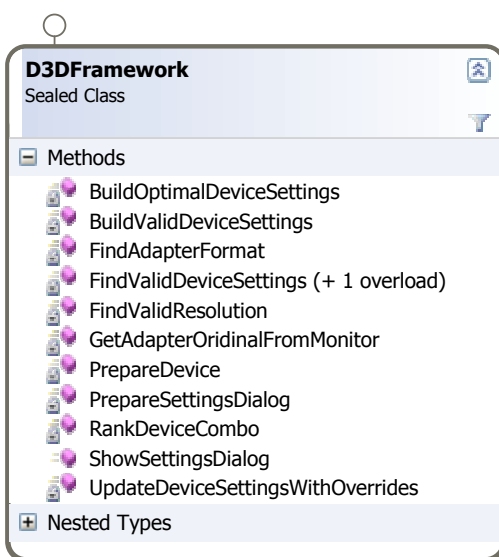 D3DFramework
Sealed Class
Methods
BuildOptimalDeviceSettings
BuildValidDeviceSettings
FindAdapterFormat
FindValidDeviceSettings (+ 1 overload)
FindValidResolution
GetAdapterOridinalFromMonitor
PrepareDevice
PrepareSettingsDialog
RankDeviceCombo
ShowSettingsDialog
UpdateDeviceSettingsWithOverrides
Nested Types